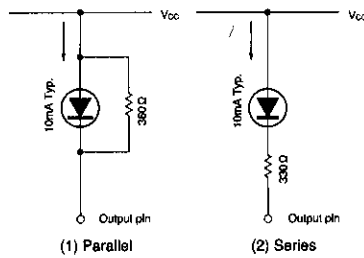 Vcc
Vcc
10mA Typ.
360Ω
10mA Typ.
330Ω
Output pin
Output pin
(1) Parallel
(2) Series